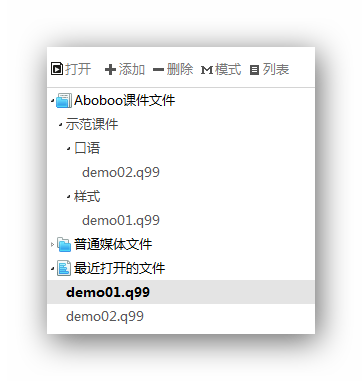 打开 添加 删除 模式 列表
Aboboo课件文件
示范课件
口语
demo02.q99
样式
demo01.q99
普通媒体文件
最近打开的文件
demo01.q99
demo02.q99